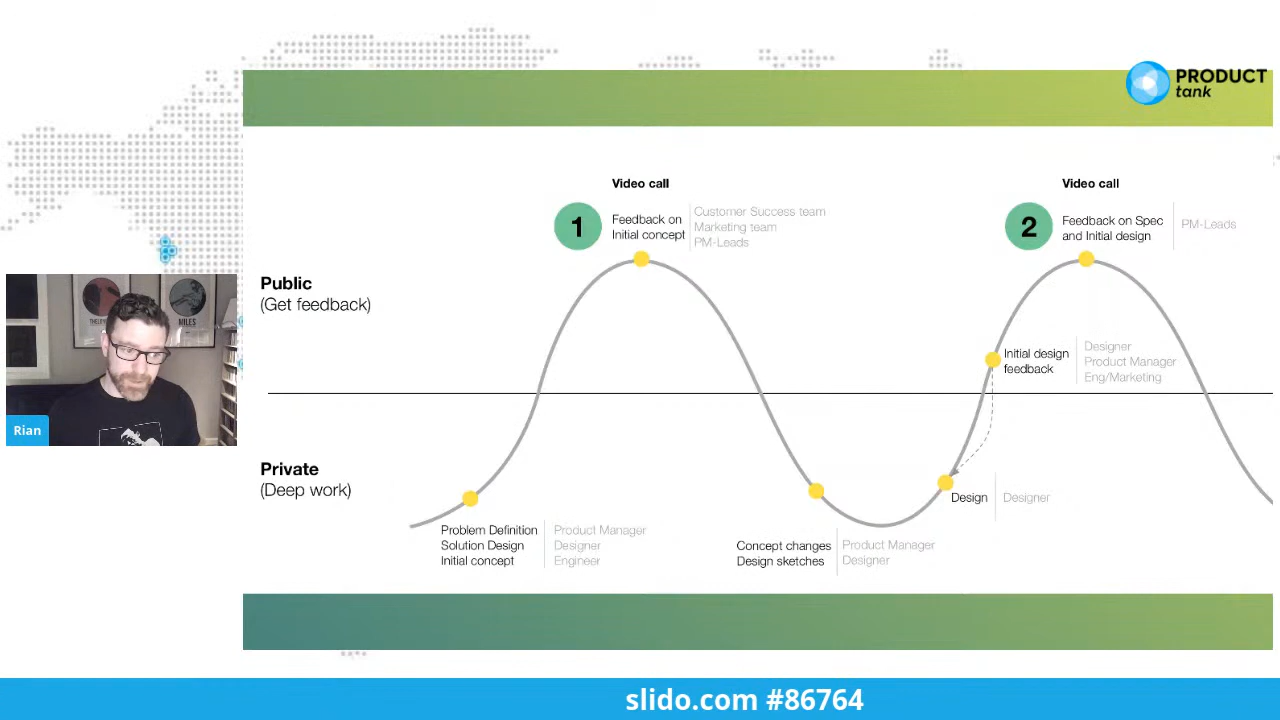 PRODUCT
tank
Video call
1
Feedback on
Initial concept
Customer Success team
Marketing team
PM-Leads
Video call
2
Feedback on Spec
and Initial design
PM-Leads
Public
(Get feedback)
Initial design
feedback
Designer
Product Manager
Eng/Marketing
MILES
Rian
Private
(Deep work)
Problem Definition
Solution Design
Initial concept
Product Manager
Designer
Engineer
Concept changes
Design sketches
Product Manager
Designer
Design
Designer
slido.com #86764